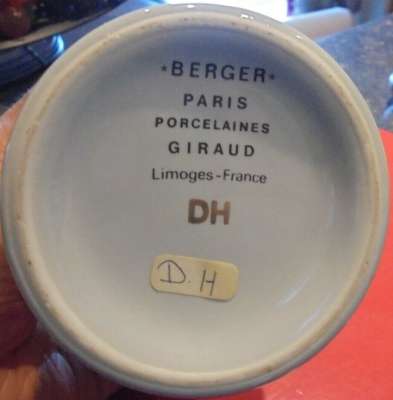 *BERGER*
PARIS
PORCELAINES
GIRAUD
Limoges-France
DH
D.H